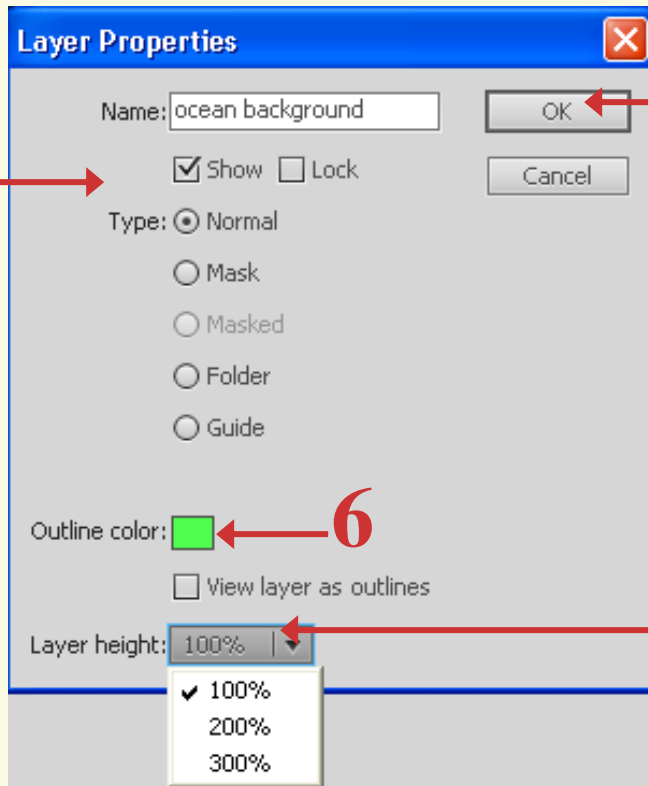 Layer Properties
Name: ocean background
OK
Show Lock
Cancel
Type: Normal
Mask
Masked
Folder
Guide
Outline color: 6
View layer as outlines
Layer height: 100%
100%
200%
300%